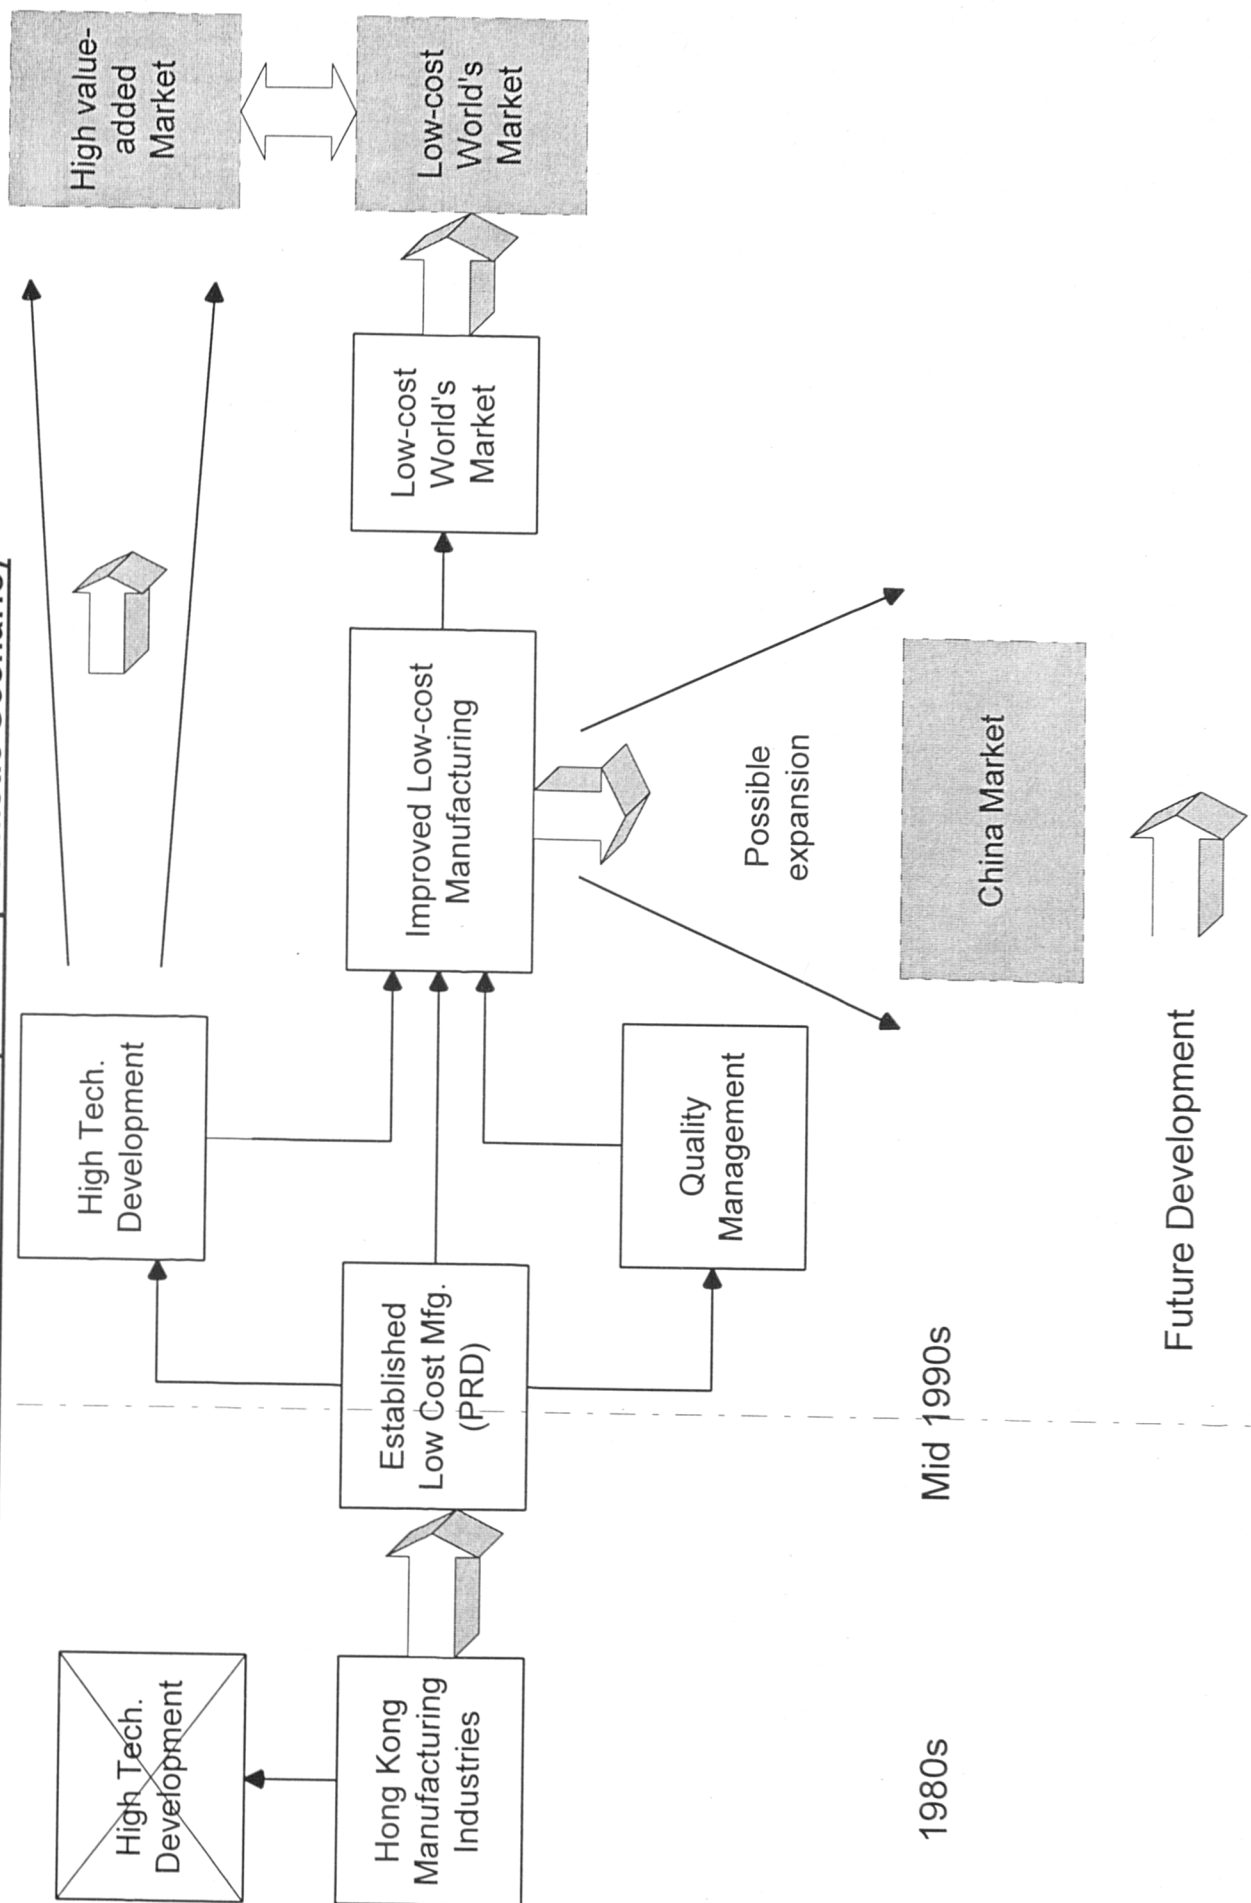 High Tech.
Development
Hong Kong
Manufacturing
Industries
Established
Low Cost Mfg.
(PRD)
High Tech.
Development
Quality
Management
Improved Low-cost
Manufacturing
Low-cost
World's
Market
High value-
added
Market
Low-cost
World's
Market
Possible
expansion
China Market
1980s
Mid 1990s
Future Development